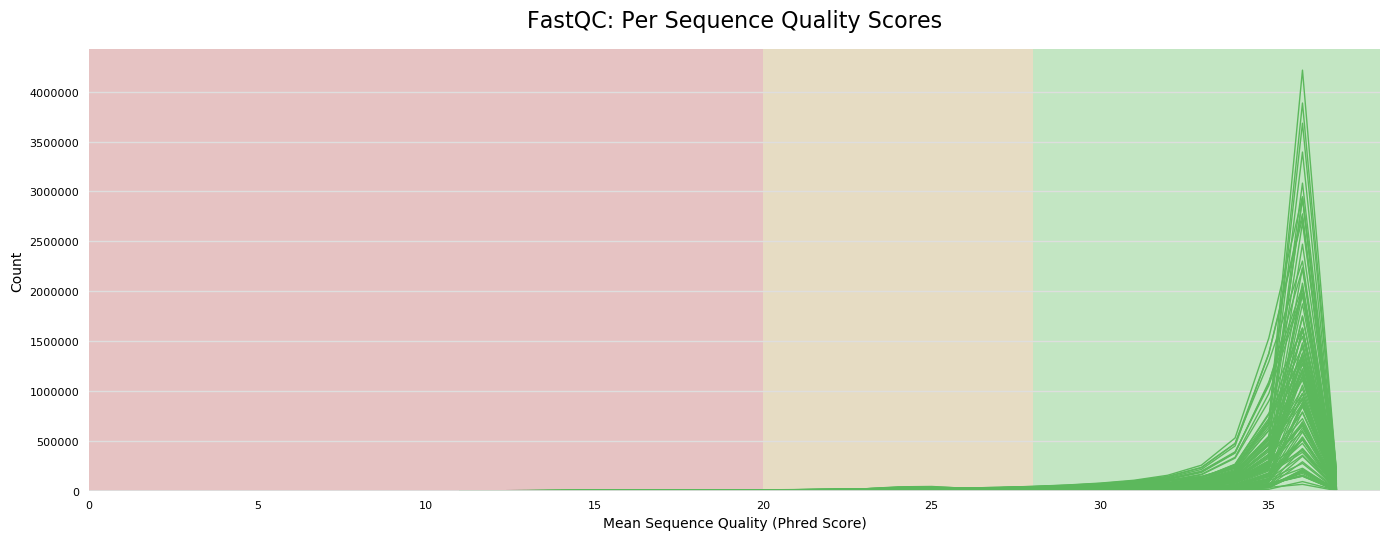 FastQC: Per Sequence Quality Scores
4000000
3500000
3000000
2500000
2000000
1500000
1000000
500000
0
Count
0 5 10 15 20 25 30 35
Mean Sequence Quality (Phred Score)